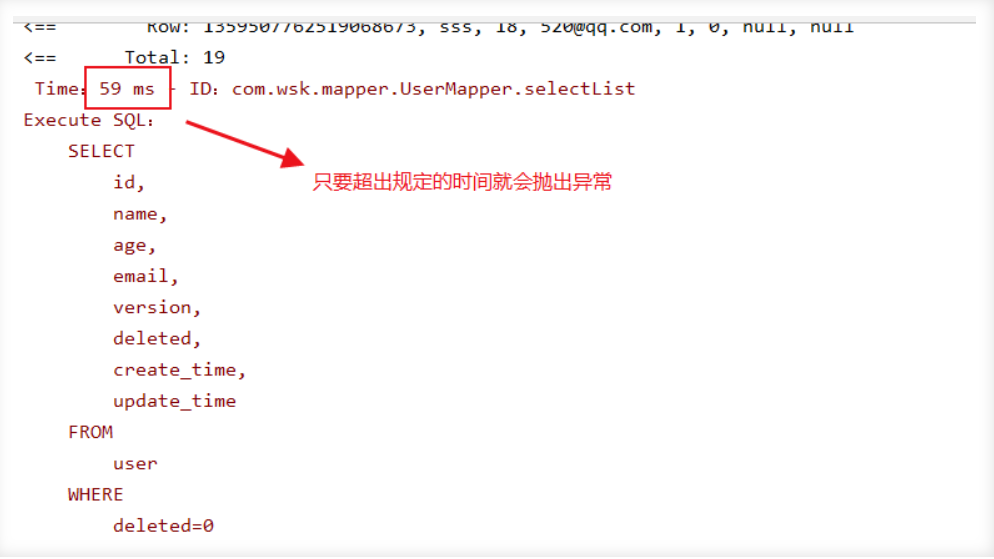 <==        Row: 1359507762519068673, sss, 18, 520@qq.com, 1, 0, null, null
<==      Total: 19
Time：59 ms - ID：com.wsk.mapper.UserMapper.selectList
Execute SQL：
SELECT
id,
只要超出规定的时间就会抛出异常
name,
age,
email,
version,
deleted,
create_time,
update_time
FROM
user
WHERE
deleted=0